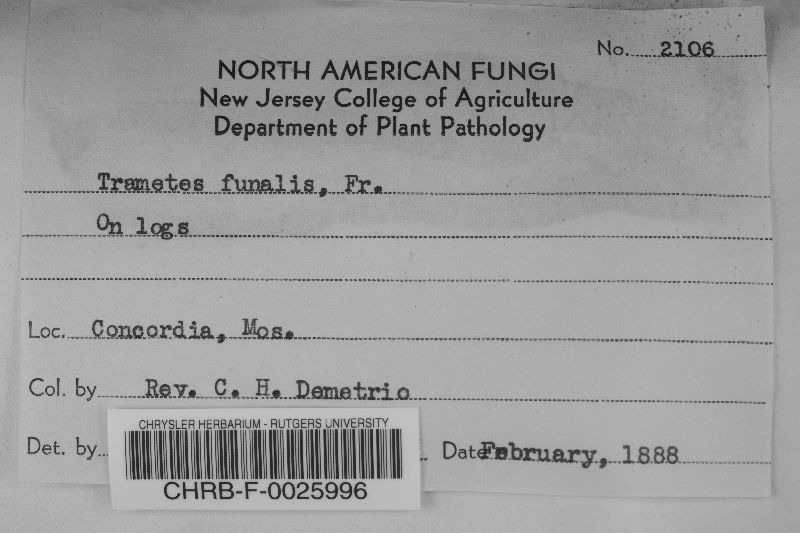 No. 2106
NORTH AMERICAN FUNGI
New Jersey College of Agriculture
Department of Plant Pathology
Trametes funalis, Fr.
On logs
Loc. Concordia, Mos.
Col. by Rev. C. H. Demetrio
Det. by Date February, 1888
CHRYSLER HERBARIUM - RUTGERS UNIVERSITY
CHRB-F-0025996